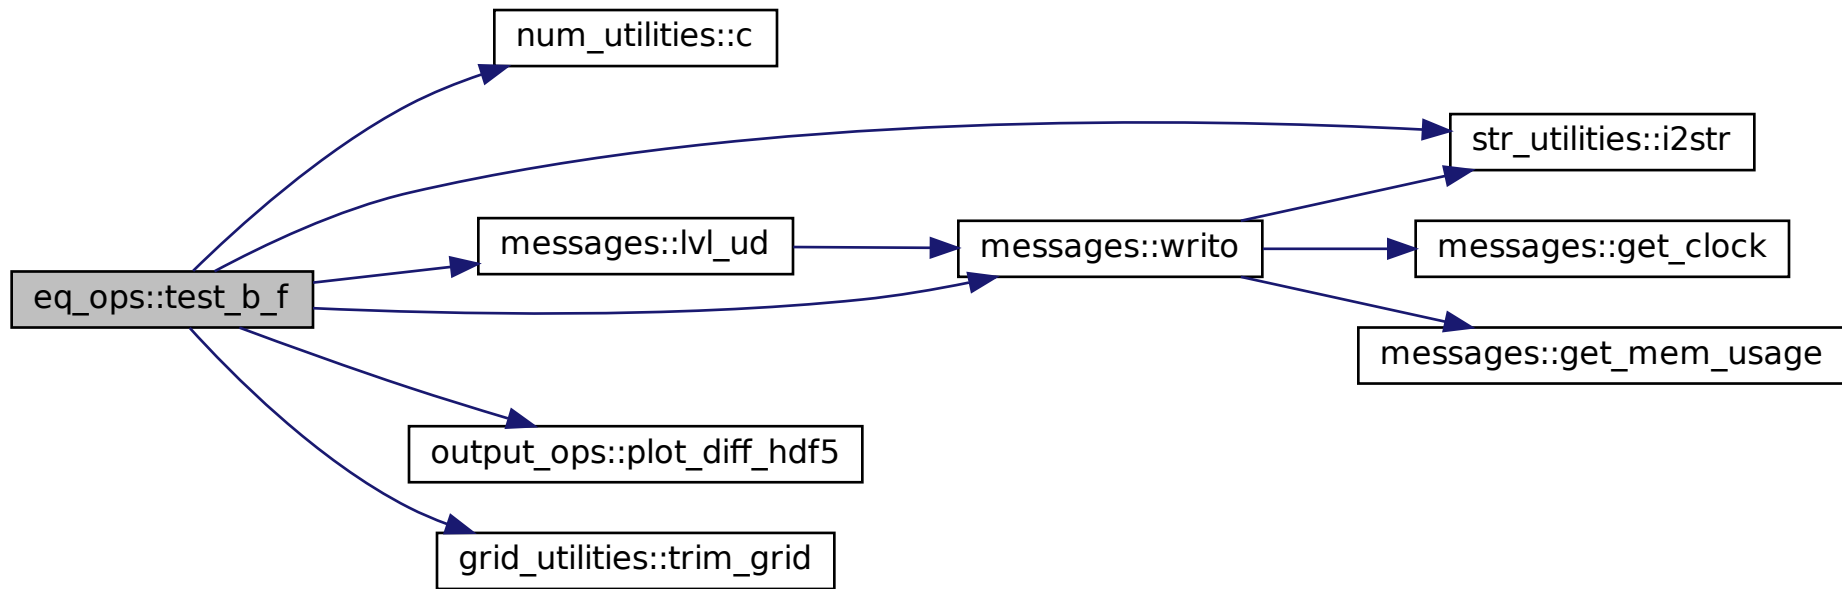 num_utilities::c
str_utilities::i2str
messages::lvl_ud
messages::writo
messages::get_clock
eq_ops::test_b_f
messages::get_mem_usage
output_ops::plot_diff_hdf5
grid_utilities::trim_grid